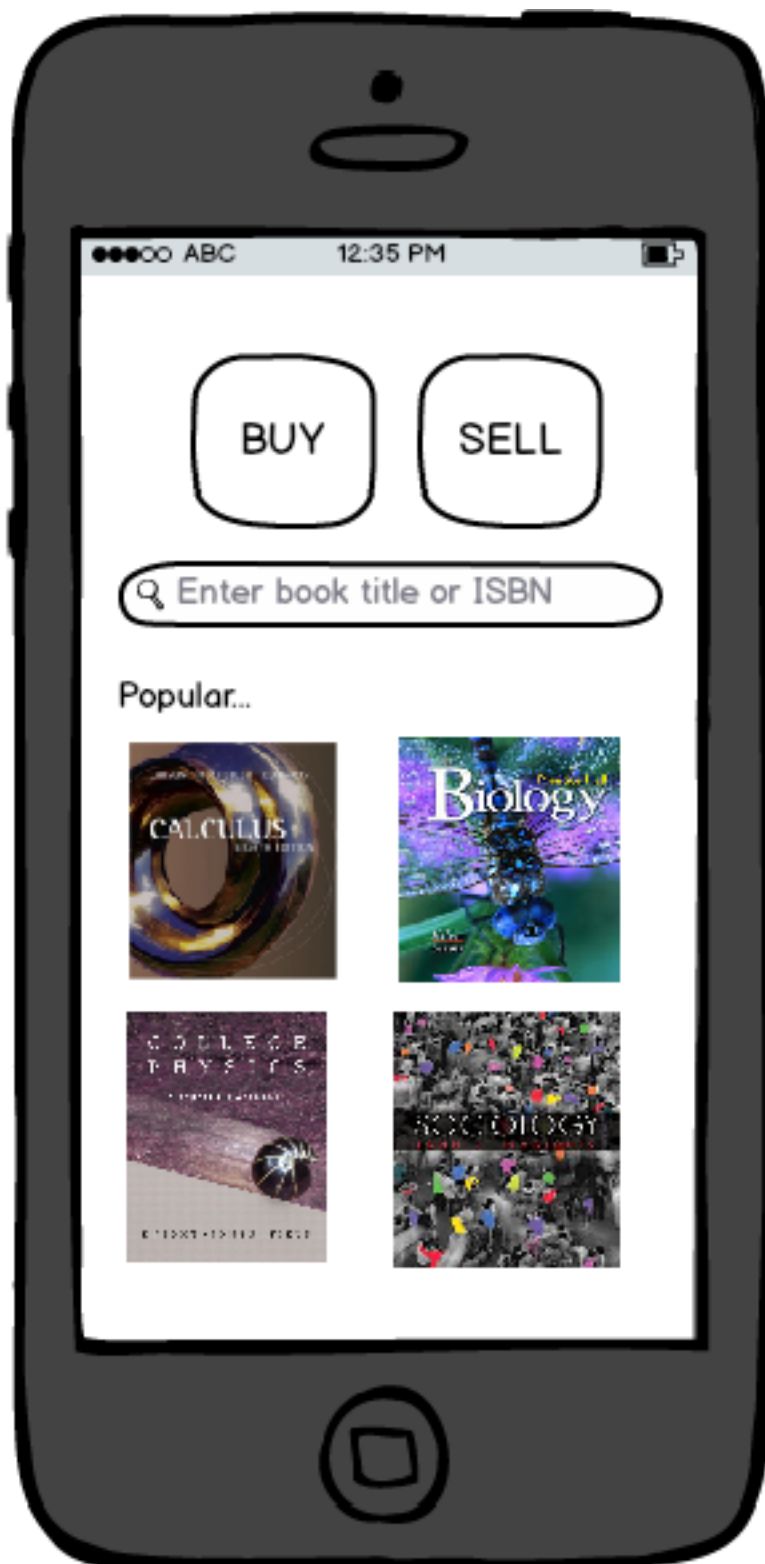 ABC 12:35 PM
BUY SELL
Enter book title or ISBN
Popular...
CALCULUS
Biology
COLLEGE
PHYSICS
SOCIOLOGY